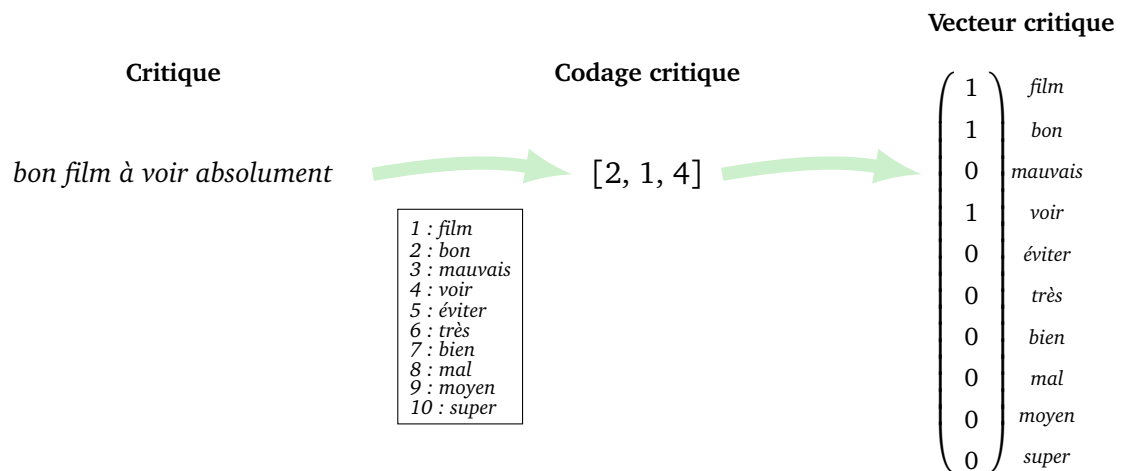 Critique
bon film à voir absolument
Codage critique
[2, 1, 4]
1 : film
2 : bon
3 : mauvais
4 : voir
5 : éviter
6 : très
7 : bien
8 : mal
9 : moyen
10 : super
Vecteur critique
1 film
1 bon
0 mauvais
1 voir
0 éviter
0 très
0 bien
0 mal
0 moyen
0 super